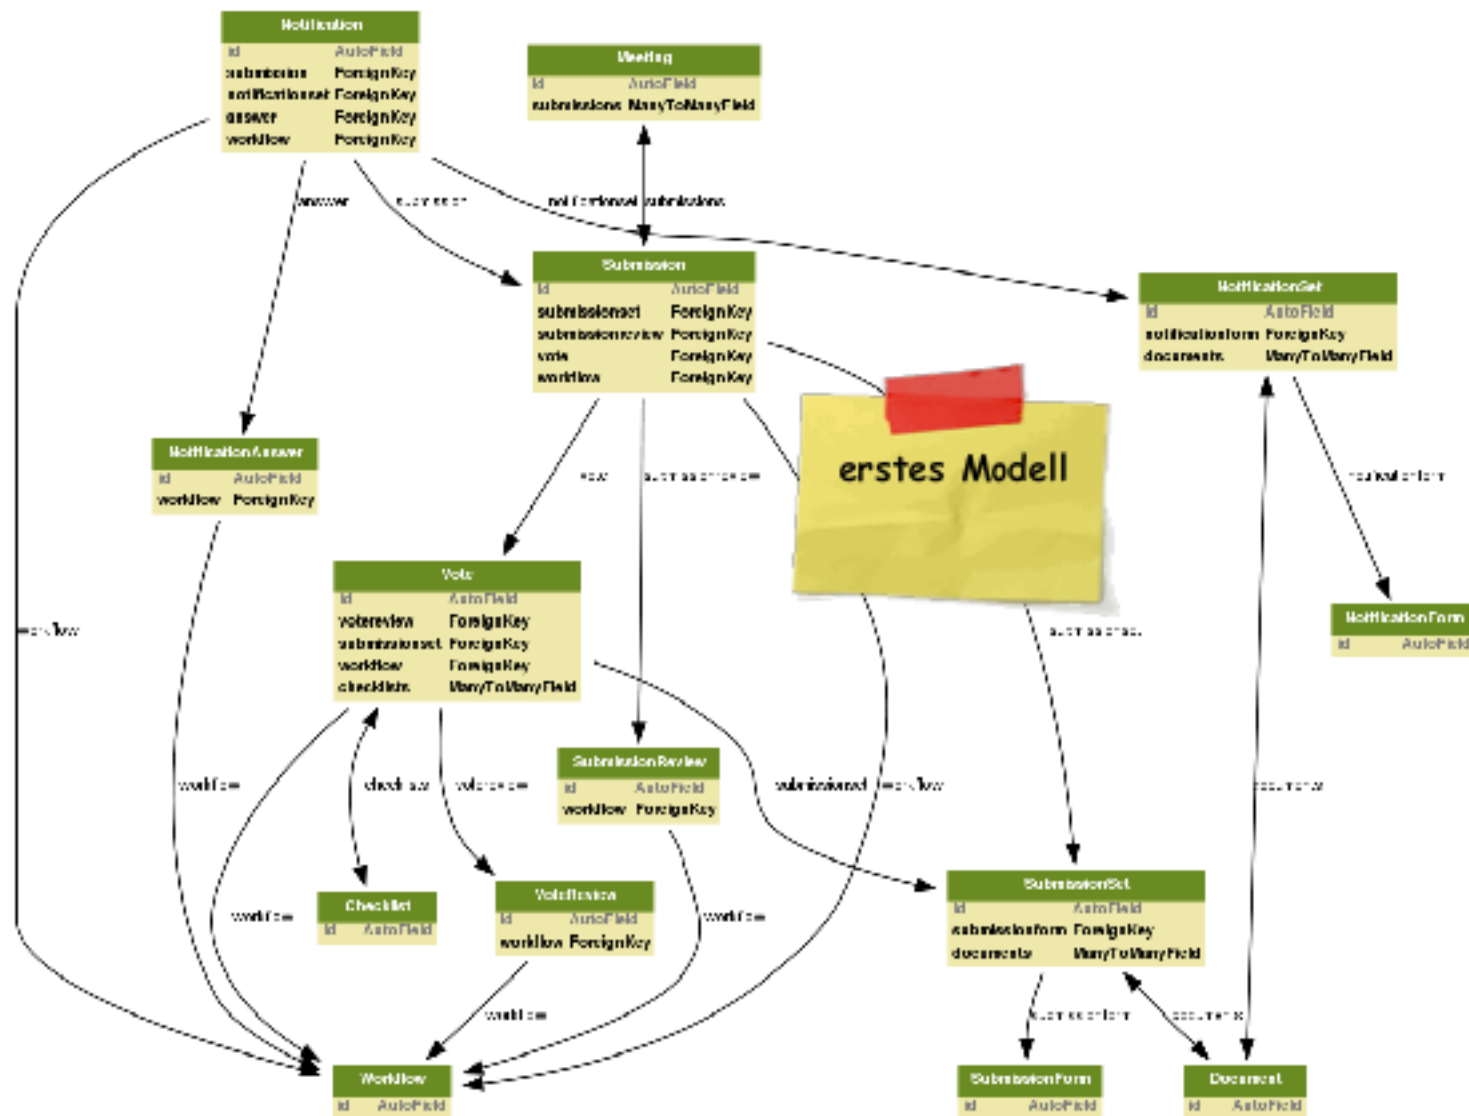 Notification
id AutoField
submission ForeignKey
notificationset ForeignKey
answer ForeignKey
workflow ForeignKey
Meeting
id AutoField
submissions ManyToManyField
answer
submission
notificationset
submissions
Submission
id AutoField
submissionset ForeignKey
submissionreview ForeignKey
vote ForeignKey
workflow ForeignKey
NotificationSet
id AutoField
notificationform ForeignKey
documents ManyToManyField
erstes Modell
NotificationAnswer
id AutoField
workflow ForeignKey
vote
submissionreview
notificationform
Vote
id AutoField
votereview ForeignKey
submissionset ForeignKey
workflow ForeignKey
checklists ManyToManyField
NotificationForm
id AutoField
workflow
submissionset
SubmissionReview
id AutoField
workflow ForeignKey
workflow
checklists
votereview
submissionset
workflow
documents
Checklist
id AutoField
VoteReview
id AutoField
workflow ForeignKey
workflow
workflow
SubmissionSet
id AutoField
submissionform ForeignKey
documents ManyToManyField
workflow
submissionform
documents
Workflow
id AutoField
SubmissionForm
id AutoField
Document
id AutoField